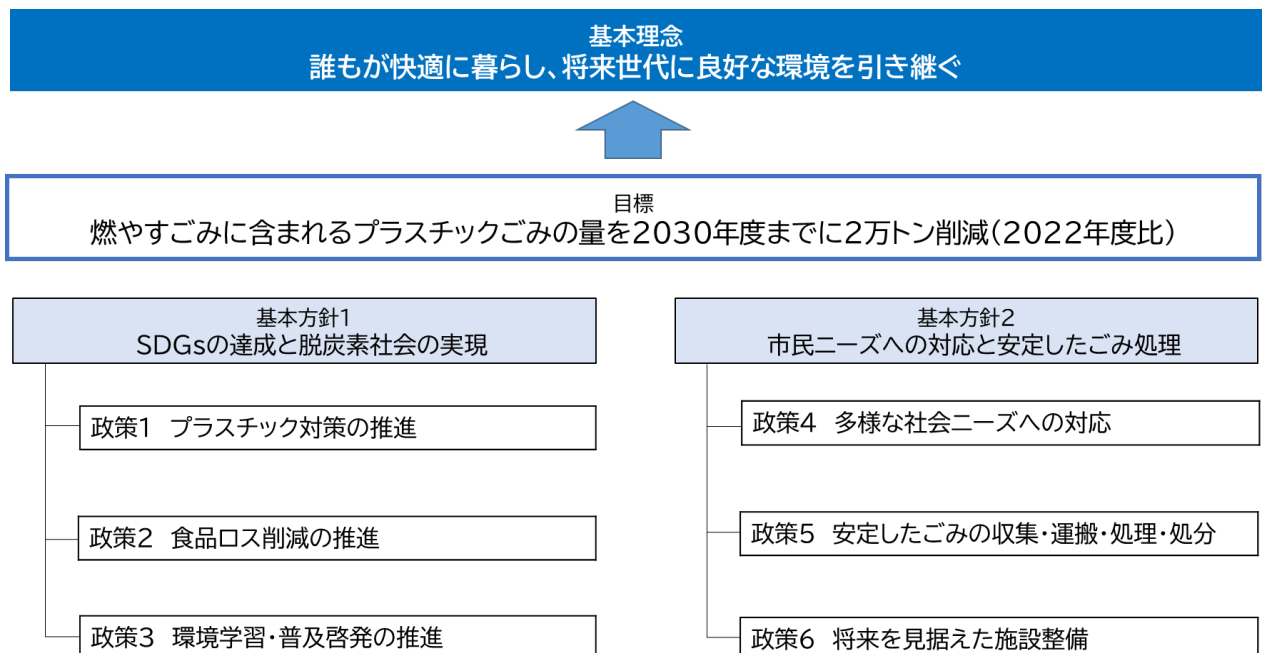 基本理念
誰もが快適に暮らし、将来世代に良好な環境を引き継ぐ
目標
燃やすごみに含まれるプラスチックごみの量を2030年度までに2万トン削減(2022年度比)
基本方針1
SDGsの達成と脱炭素社会の実現
政策1 プラスチック対策の推進
政策2 食品ロス削減の推進
政策3 環境学習・普及啓発の推進
基本方針2
市民ニーズへの対応と安定したごみ処理
政策4 多様な社会ニーズへの対応
政策5 安定したごみの収集・運搬・処理・処分
政策6 将来を見据えた施設整備